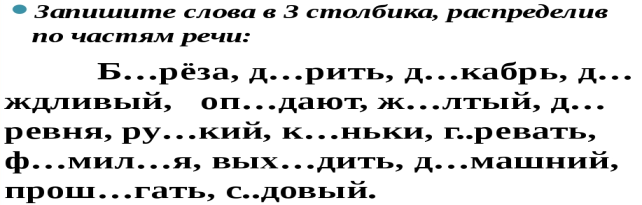 Запишите слова в 3 столбика, распределив
по частям речи:
Б…рёза, д…рить, д…кабрь, д…
ждливый, оп…дают, ж…лтый, д…
ревня, ру…кий, к…ньки, г..ревать,
ф…мил…я, вых…дить, д…машний,
прош…гать, с..довый.